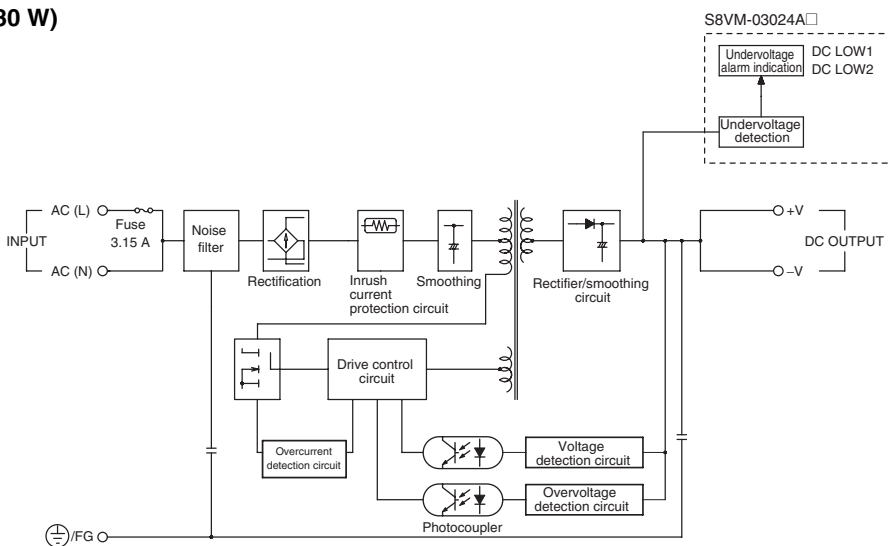 30 W)
S8VM-03024A□
Undervoltage
alarm indication
DC LOW1
DC LOW2
Undervoltage
detection
INPUT
AC (L)
AC (N)
Fuse
3.15 A
Noise
filter
Rectification
Inrush
current
protection circuit
Smoothing
Rectifier/smoothing
circuit
+V
DC OUTPUT
−V
Drive control
circuit
Overcurrent
detection circuit
Voltage
detection circuit
Overvoltage
detection circuit
Photocoupler
/FG